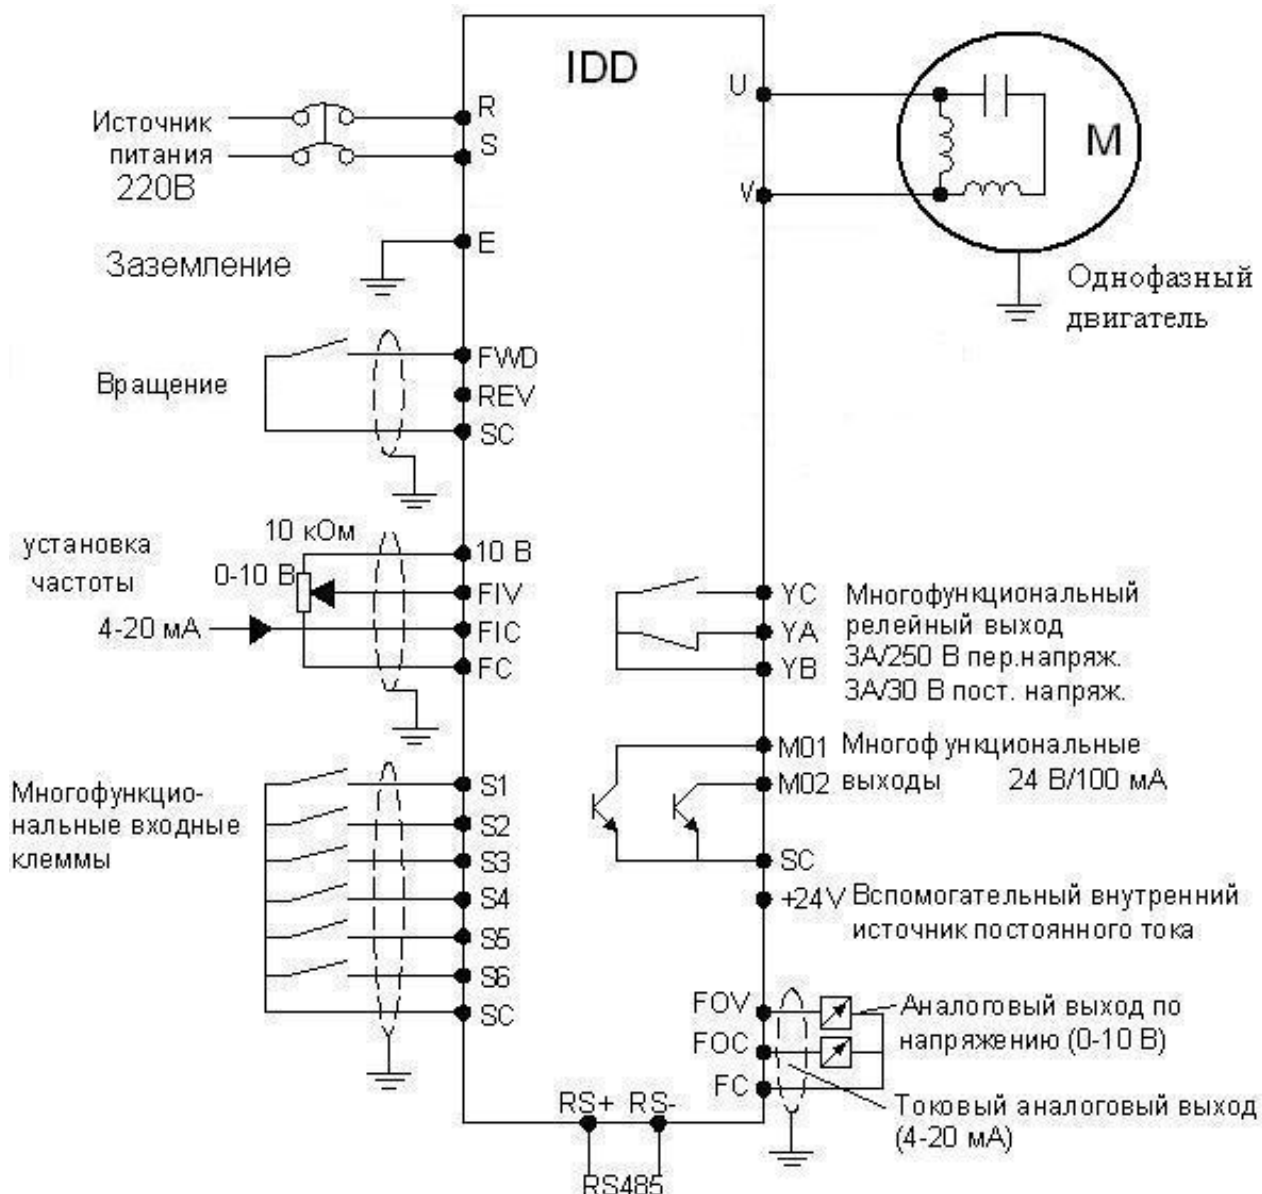 IDD
R
Источник
S
питания
220В
E
Заземление
U
V
M
Однофазный
двигатель
FWD
Вращение
REV
SC
10 кОм
установка
10 В
частоты
0-10 В
FIV
4-20 мА
FIC
FC
YC Многофункциональный
YA релейный выход
3А/250 В пер.напряж.
YB
3А/30 В пост. напряж.
M01 Многофункциональные
M02 выходы 24 В/100 мА
SC
+24V Вспомогательный внутренний
источник постоянного тока
S1
Многофункцио-
S2
нальные входные
S3
клеммы
S4
S5
S6
SC
FOV
Аналоговый выход по
напряжению (0-10 В)
FOC
FC
Токовый аналоговый выход
(4-20 мА)
RS+ RS-
RS485